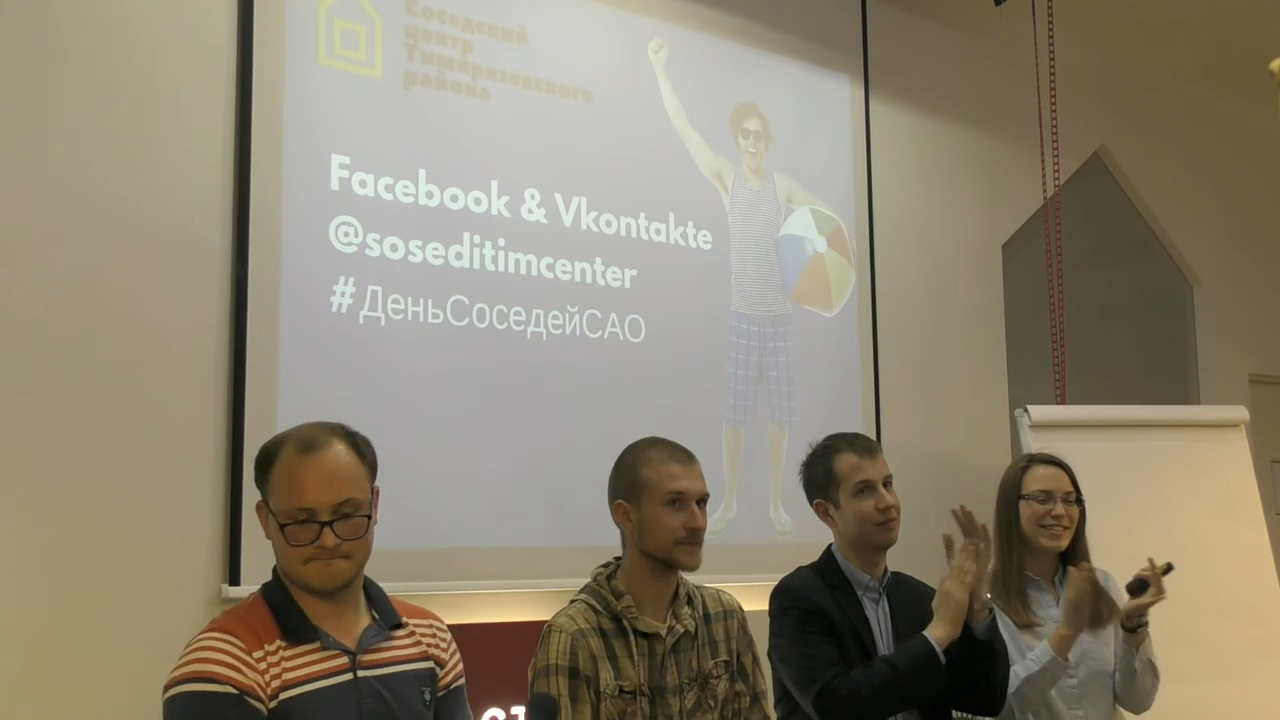 Соседский
центр
Тимирязевского
района
Facebook & Vkontakte
@soseditimcenter
#ДеньСоседейСАО